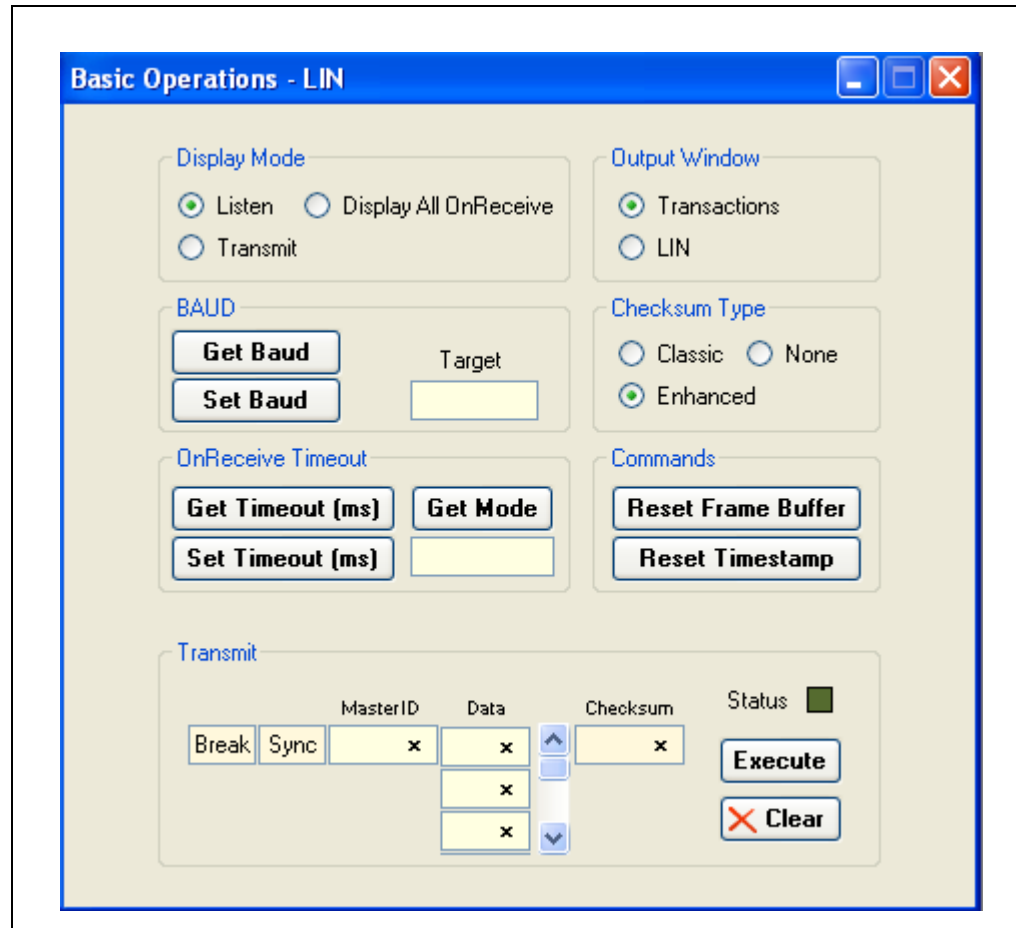 Basic Operations - LIN
Display Mode
Listen
Display All OnReceive
Transmit
Output Window
Transactions
LIN
BAUD
Get Baud
Set Baud
Target
Checksum Type
Classic
None
Enhanced
OnReceive Timeout
Get Timeout (ms)
Get Mode
Set Timeout (ms)
Commands
Reset Frame Buffer
Reset Timestamp
Transmit
MasterID
Data
Checksum
Status
Break
Sync
x
x
x
x
x
Execute
Clear